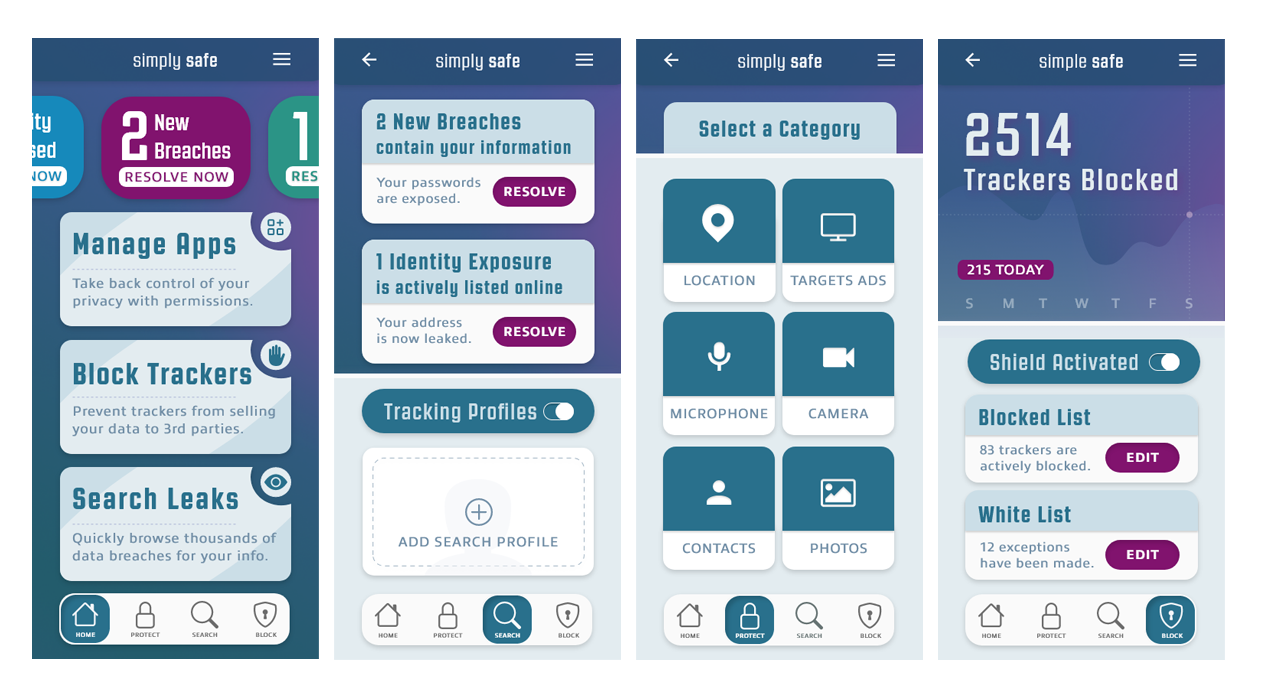 simply safe
ity
sed
NOW
2 New
Breaches
RESOLVE NOW
1
RES
Manage Apps
Take back control of your
privacy with permissions.
Block Trackers
Prevent trackers from selling
your data to 3rd parties.
Search Leaks
Quickly browse thousands of
data breaches for your info.
HOME
PROTECT
SEARCH
BLOCK
simply safe
2 New Breaches
contain your information
Your passwords
are exposed.
RESOLVE
1 Identity Exposure
is actively listed online
Your address
is now leaked.
RESOLVE
Tracking Profiles
ADD SEARCH PROFILE
HOME
PROTECT
SEARCH
BLOCK
simply safe
Select a Category
LOCATION
TARGETS ADS
MICROPHONE
CAMERA
CONTACTS
PHOTOS
HOME
PROTECT
SEARCH
BLOCK
simple safe
2514
Trackers Blocked
215 TODAY
S M T W T F S
Shield Activated
Blocked List
83 trackers are
actively blocked.
EDIT
White List
12 exceptions
have been made.
EDIT
HOME
PROTECT
SEARCH
BLOCK